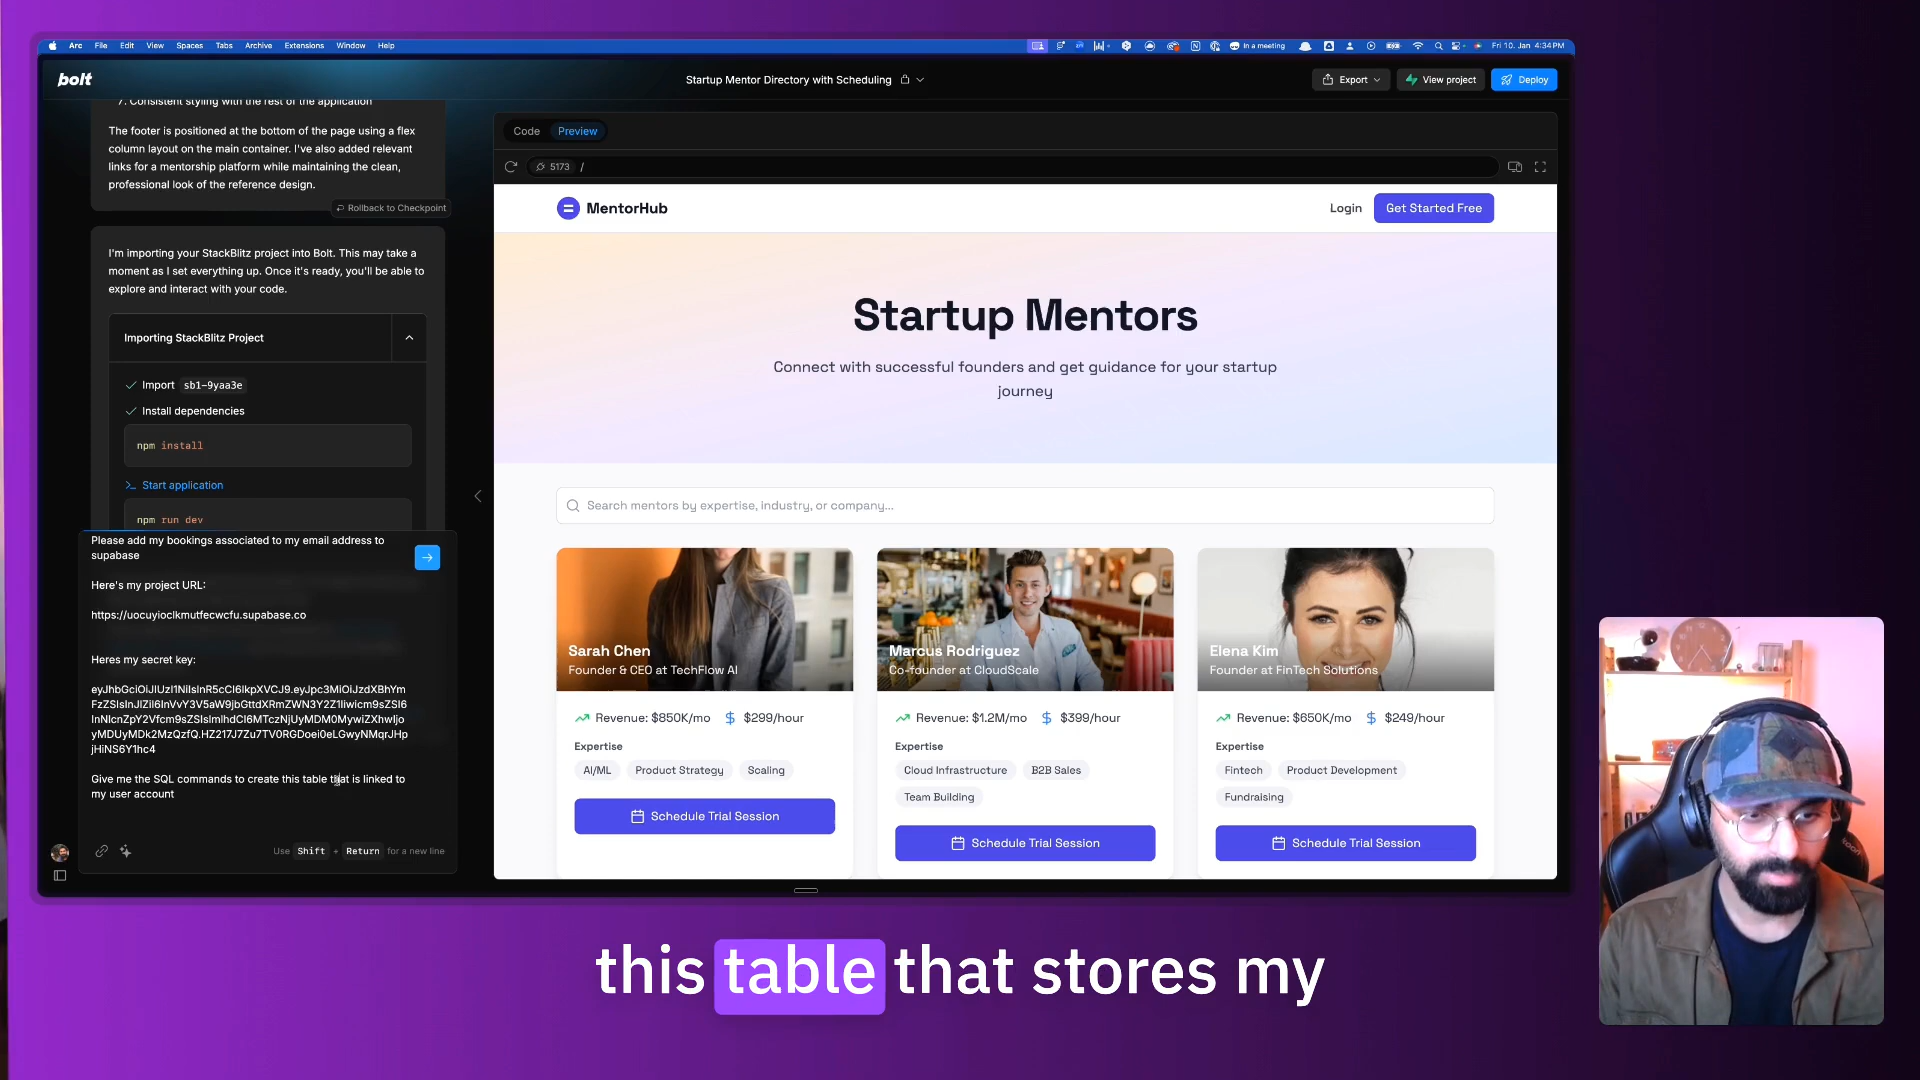 Arc File Edit View Spaces Tabs Archive Extensions Window Help
In a meeting
Fri 10. Jan 4:34 PM
bolt
Startup Mentor Directory with Scheduling
Export
View project
Deploy
7. Consistent styling with the rest of the application
The footer is positioned at the bottom of the page using a flex
column layout on the main container. I've also added relevant
links for a mentorship platform while maintaining the clean,
professional look of the reference design.
Rollback to Checkpoint
I'm importing your StackBlitz project into Bolt. This may take a
moment as I set everything up. Once it's ready, you'll be able to
explore and interact with your code.
Importing StackBlitz Project
Import sb1-9yaa3e
Install dependencies
npm install
Start application
npm run dev
Please add my bookings associated to my email address to
supabase
Here's my project URL:
https://uocuyioclkmutfecwcfu.supabase.co
Heres my secret key:
Give me the SQL commands to create this table that is linked to
my user account
Use Shift + Return for a new line
Code
Preview
5173 /
MentorHub
Login
Get Started Free
Startup Mentors
Connect with successful founders and get guidance for your startup
journey
Search mentors by expertise, industry, or company...
Sarah Chen
Founder & CEO at TechFlow AI
Revenue: $850K/mo $299/hour
Expertise
AI/ML Product Strategy Scaling
Schedule Trial Session
Marcus Rodriguez
Co-founder at CloudScale
Revenue: $1.2M/mo $399/hour
Expertise
Cloud Infrastructure B2B Sales
Team Building
Schedule Trial Session
Elena Kim
Founder at FinTech Solutions
Revenue: $650K/mo $249/hour
Expertise
Fintech Product Development
Fundraising
Schedule Trial Session
this table that stores my